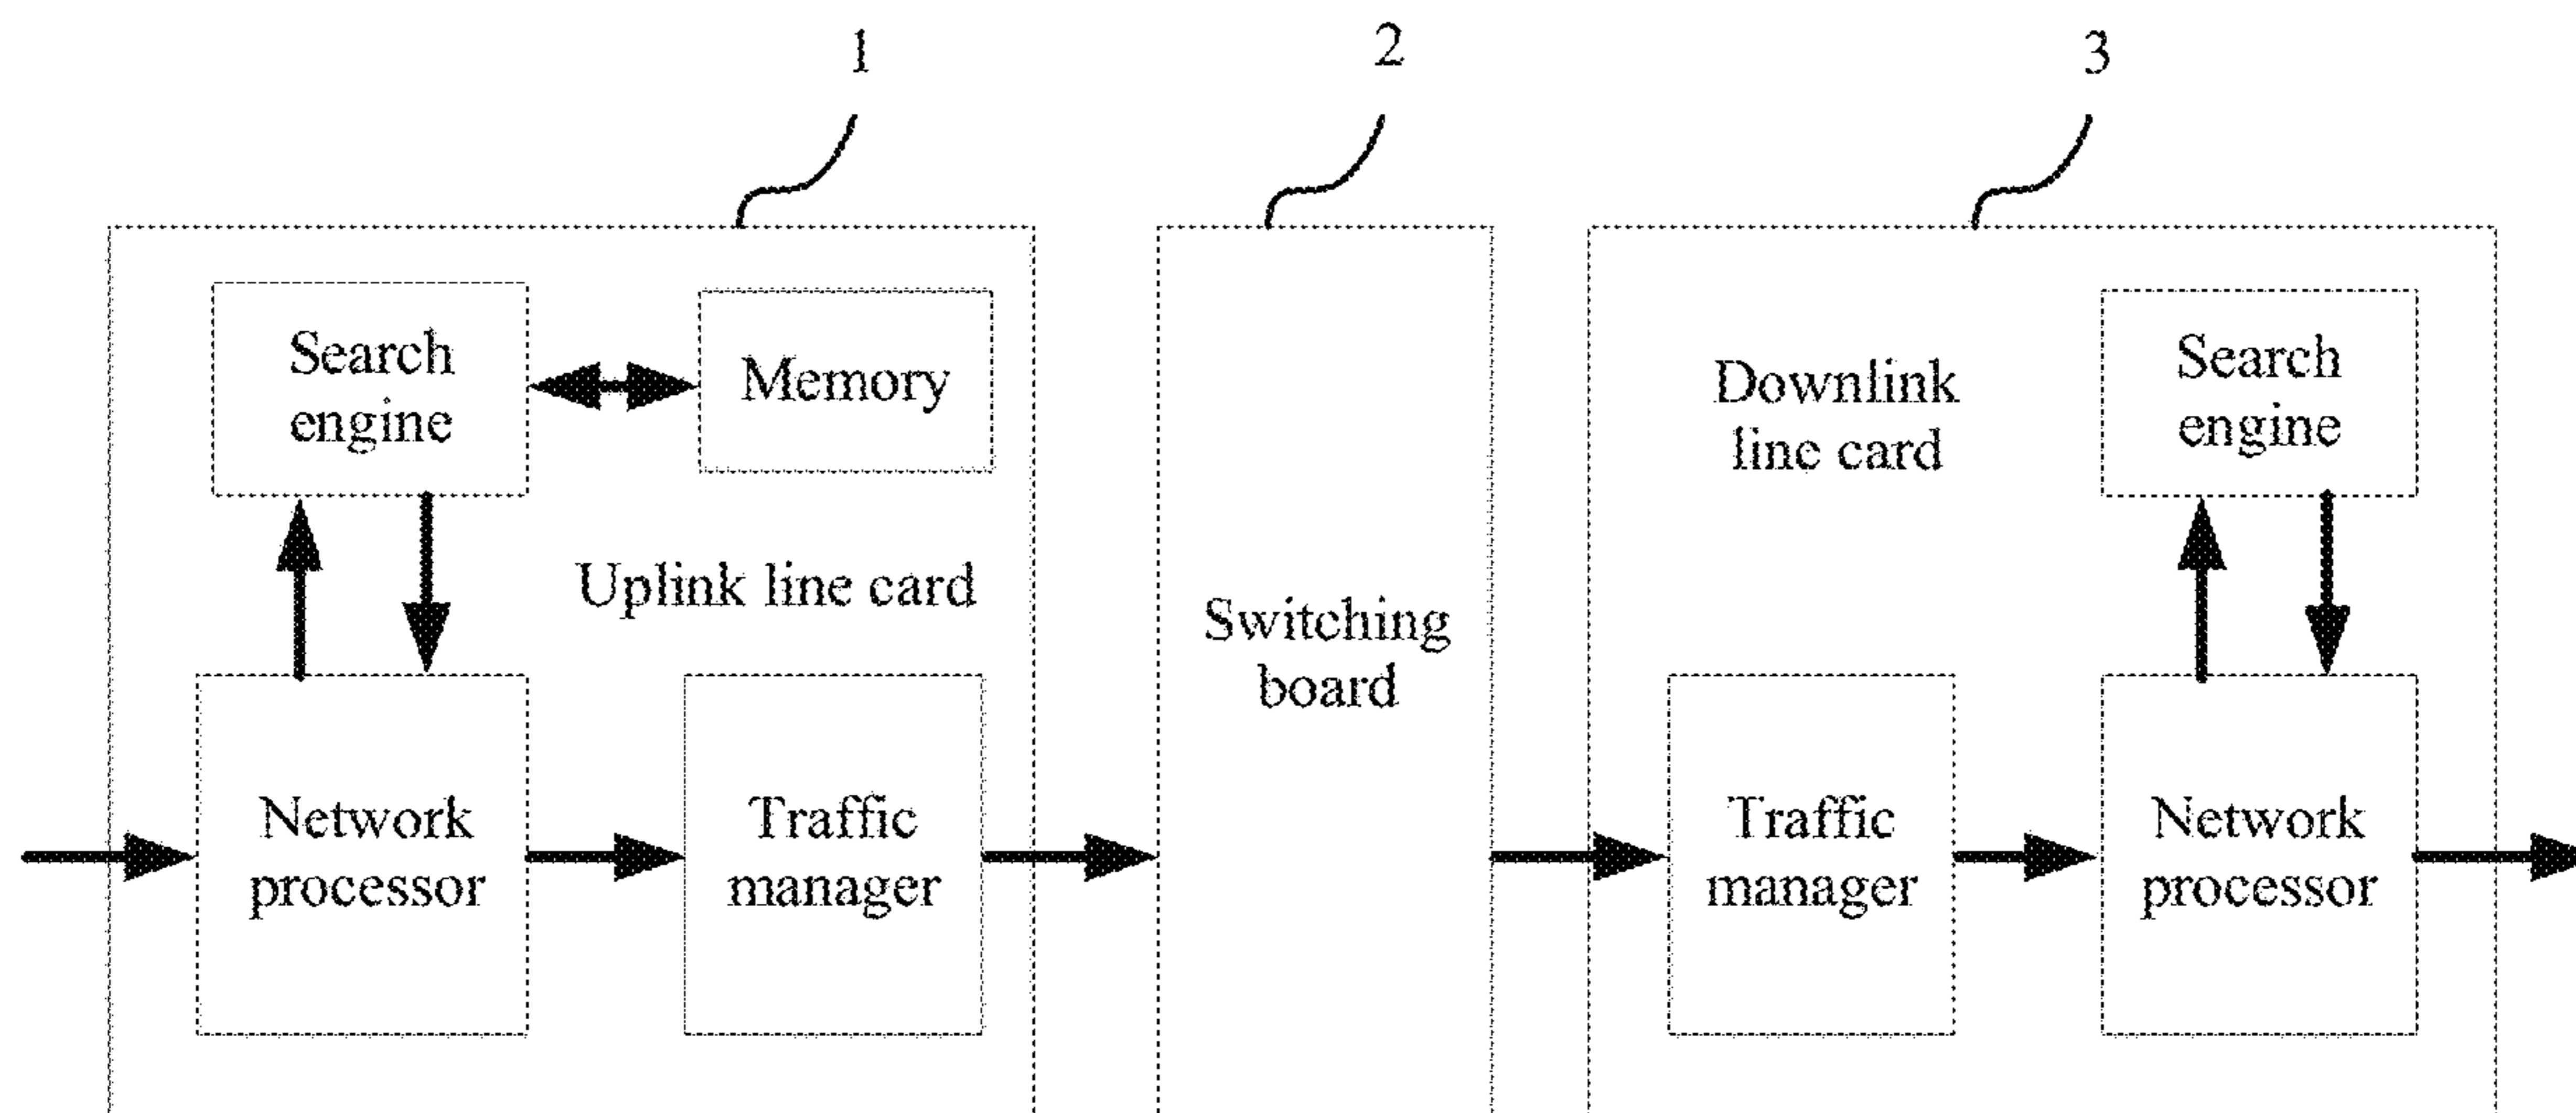 1
2
3
Search
engine
Memory
Uplink line card
Network
processor
Traffic
manager
Switching
board
Downlink
line card
Search
engine
Traffic
manager
Network
processor